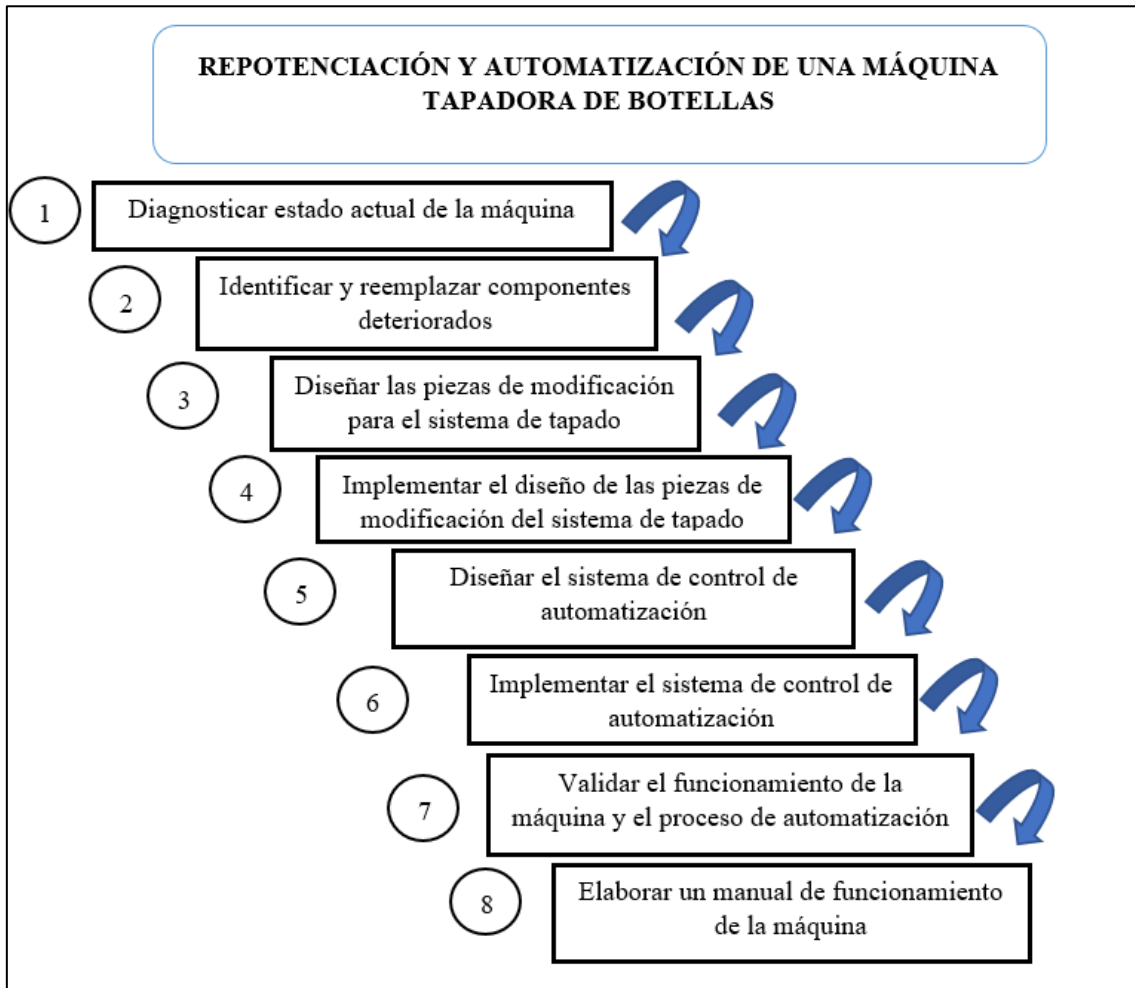 REPOTENCIACIÓN Y AUTOMATIZACIÓN DE UNA MÁQUINA
TAPADORA DE BOTELLAS
1
Diagnosticar estado actual de la máquina
2
Identificar y reemplazar componentes
deteriorados
3
Diseñar las piezas de modificación
para el sistema de tapado
4
Implementar el diseño de las piezas de
modificación del sistema de tapado
5
Diseñar el sistema de control de
automatización
6
Implementar el sistema de control de
automatización
7
Validar el funcionamiento de la
máquina y el proceso de automatización
8
Elaborar un manual de funcionamiento
de la máquina